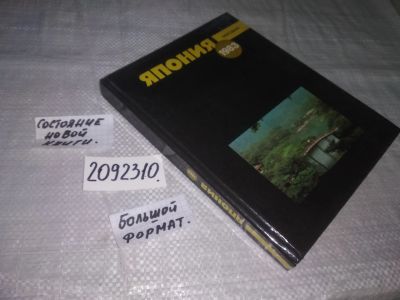 ЯПОНИЯ
1983
СОСТОЯНИЕ
НОВОЙ
КНИГИ.
2092310.
БОЛЬШОЙ
ФОРМАТ.
ЯПОНИЯ